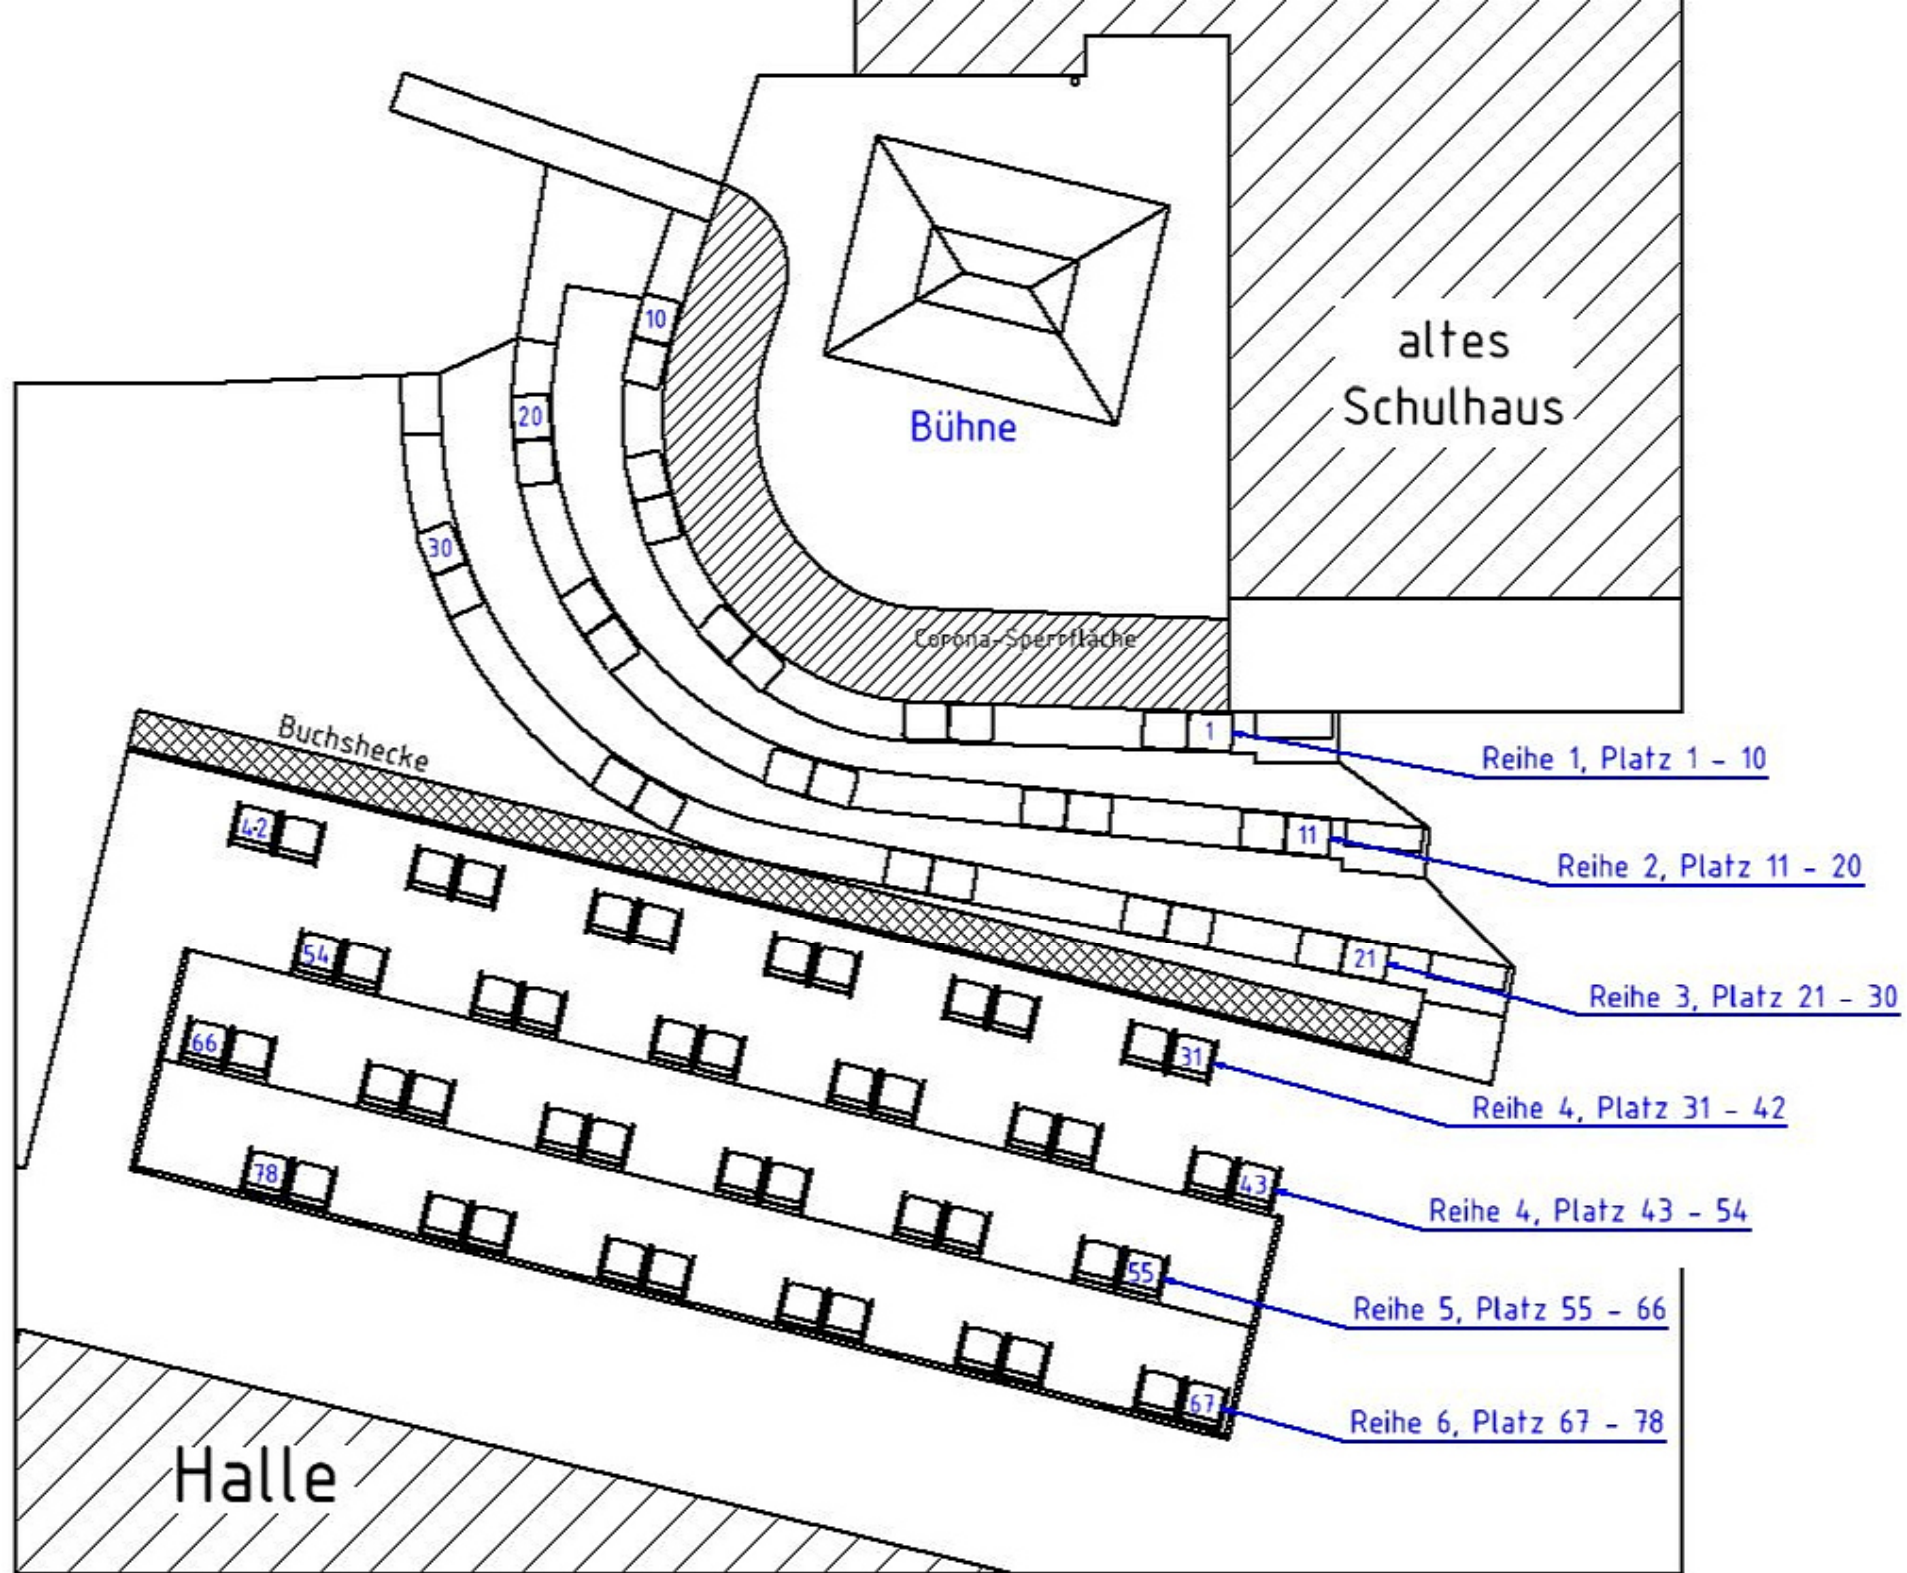 altes
Schulhaus
10
20
Bühne
30
Corona-Sperrfläche
Buchshecke
1
Reihe 1, Platz 1 - 10
42
11
Reihe 2, Platz 11 - 20
54
21
Reihe 3, Platz 21 - 30
66
31
Reihe 4, Platz 31 - 42
78
43
Reihe 4, Platz 43 - 54
55
Reihe 5, Platz 55 - 66
67
Reihe 6, Platz 67 - 78
Halle